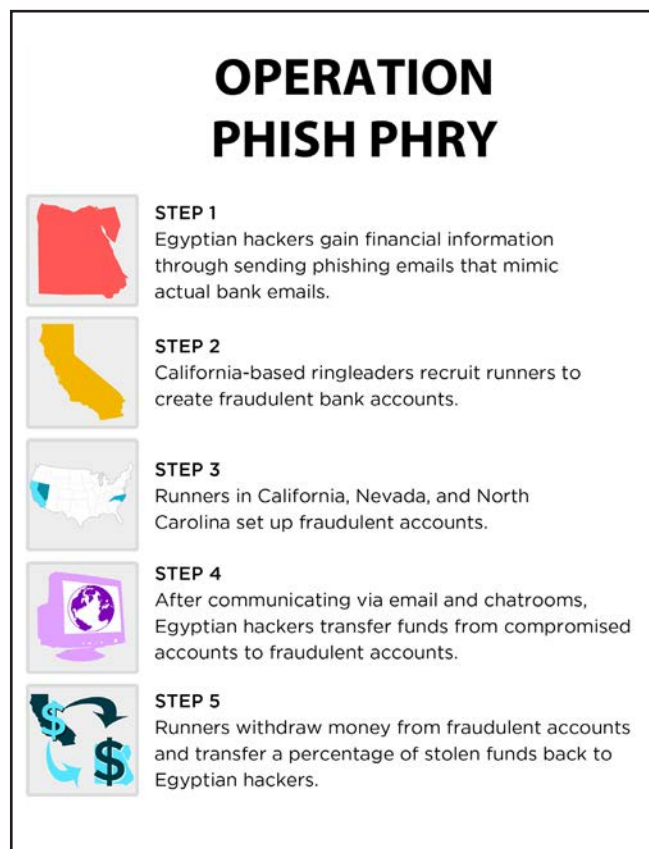 OPERATION
PHISH PHRY
STEP 1
Egyptian hackers gain financial information
through sending phishing emails that mimic
actual bank emails.
STEP 2
California-based ringleaders recruit runners to
create fraudulent bank accounts.
STEP 3
Runners in California, Nevada, and North
Carolina set up fraudulent accounts.
STEP 4
After communicating via email and chatrooms,
Egyptian hackers transfer funds from compromised
accounts to fraudulent accounts.
$
$
STEP 5
Runners withdraw money from fraudulent accounts
and transfer a percentage of stolen funds back to
Egyptian hackers.